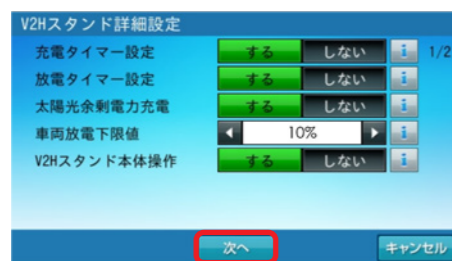 V2Hスタンド詳細設定
充電タイマー設定 する しない i 1/2
放電タイマー設定 する しない i
太陽光余剰電力充電 する しない i
車両放電下限値 ◀ 10% ▶ i
V2Hスタンド本体操作 する しない i
次へ キャンセル